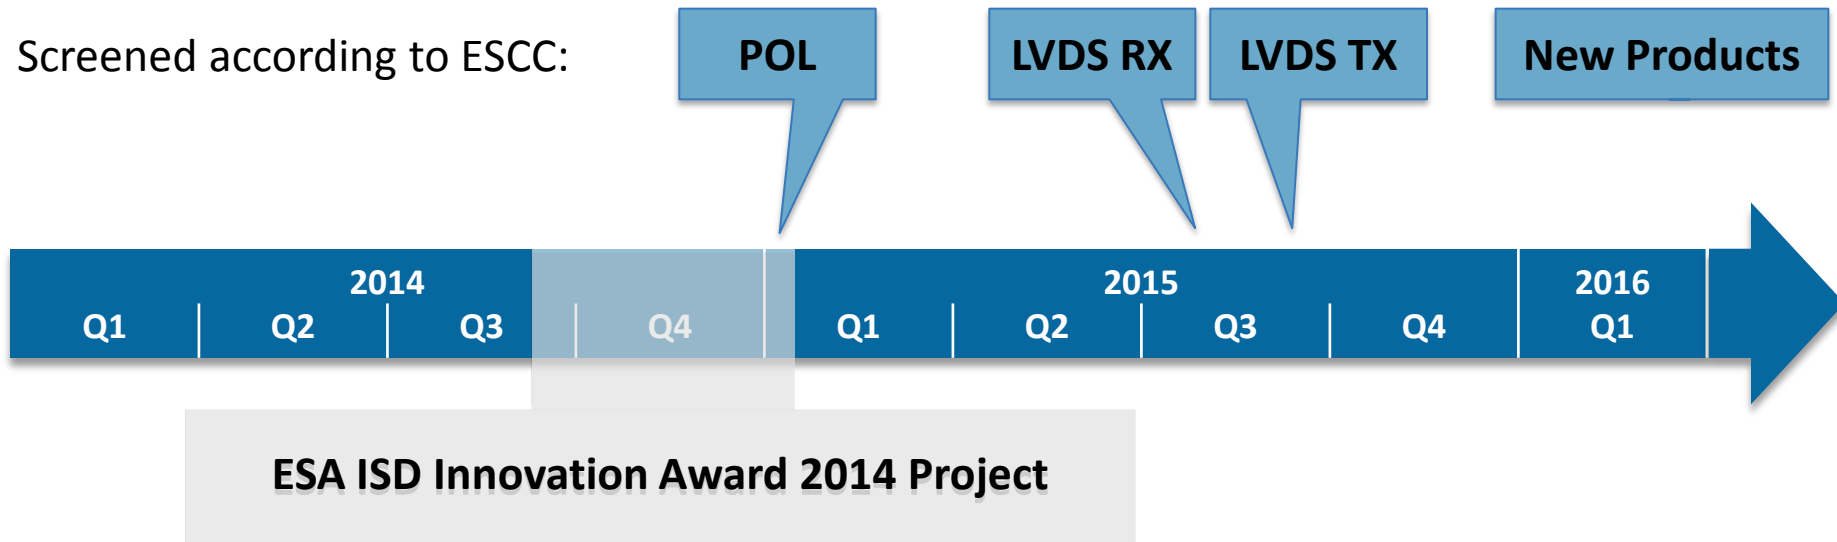 Screened according to ESCC:
POL
LVDS RX
LVDS TX
New Products
2014
2015
2016
Q1
Q2
Q3
Q4
Q1
Q2
Q3
Q4
Q1
ESA ISD Innovation Award 2014 Project